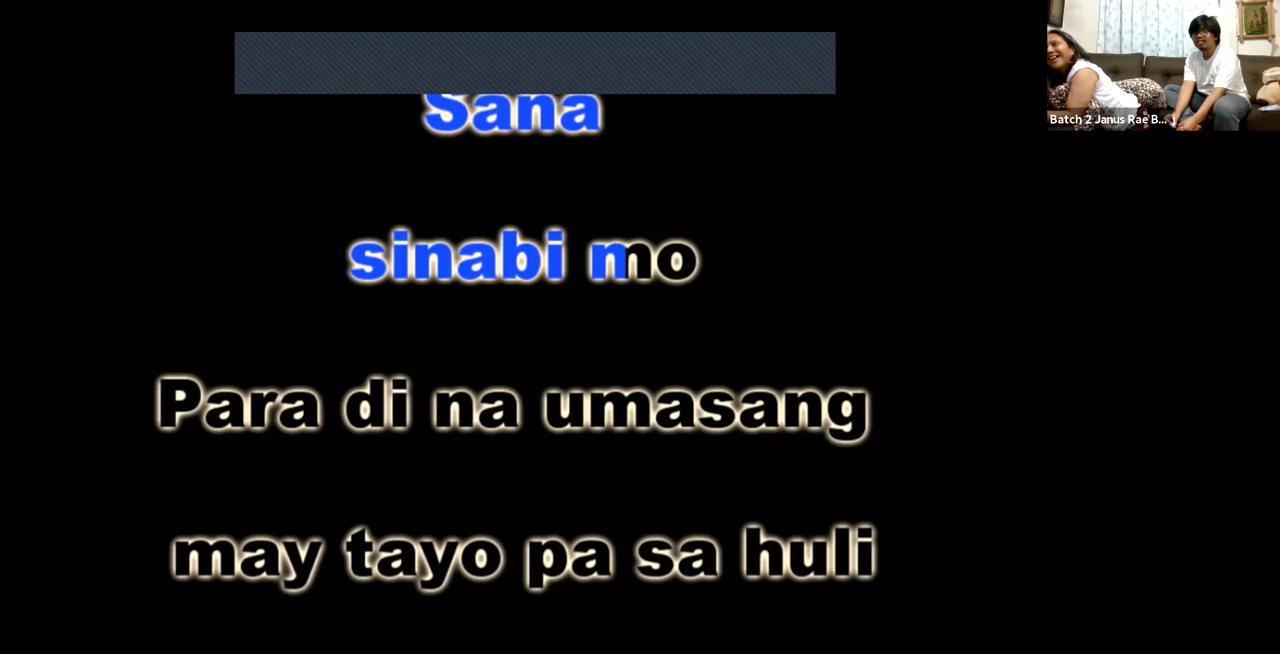 Sana
sinabi mo
Para di na umasang
may tayo pa sa huli
Batch 2 Janus Rae B...